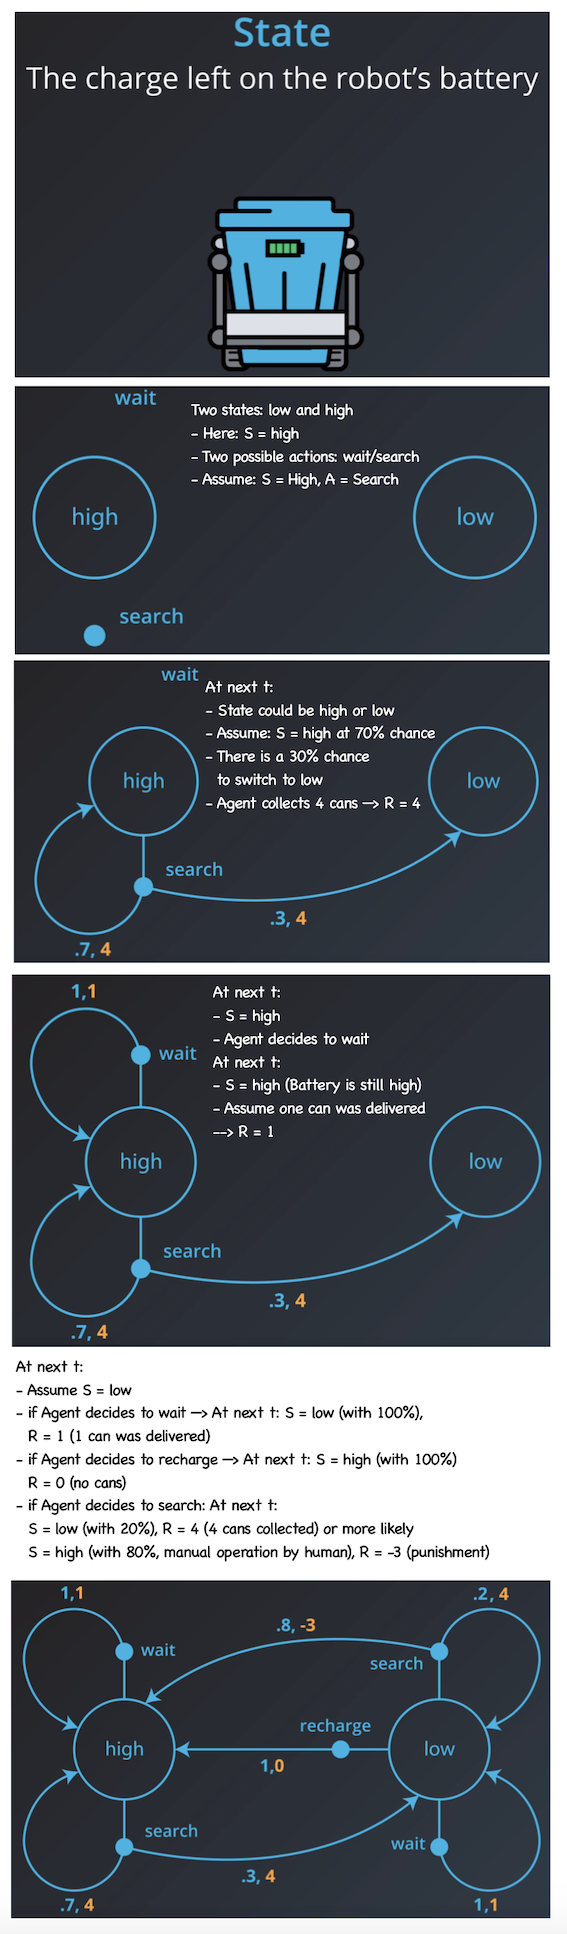 State
The charge left on the robot's battery
wait
Two states: low and high
- Here: S = high
- Two possible actions: wait/search
- Assume: S = High, A = Search
high
low
search
wait
At next t:
- State could be high or low
- Assume: S = high at 70% chance
- There is a 30% chance
to switch to low
- Agent collects 4 cans –> R = 4
high
low
search
.3, 4
.7, 4
1,1
At next t:
- S = high
- Agent decides to wait
At next t:
- S = high (Battery is still high)
- Assume one can was delivered
--> R = 1
wait
high
low
search
.3, 4
.7, 4
At next t:
- Assume S = low
- if Agent decides to wait –> At next t: S = low (with 100%),
R = 1 (1 can was delivered)
- if Agent decides to recharge –> At next t: S = high (with 100%)
R = 0 (no cans)
- if Agent decides to search: At next t:
S = low (with 20%), R = 4 (4 cans collected) or more likely
S = high (with 80%, manual operation by human), R = -3 (punishment)
1,1
.2, 4
.8, -3
wait
search
recharge
high
low
1,0
search
wait
.3, 4
.7, 4
1,1